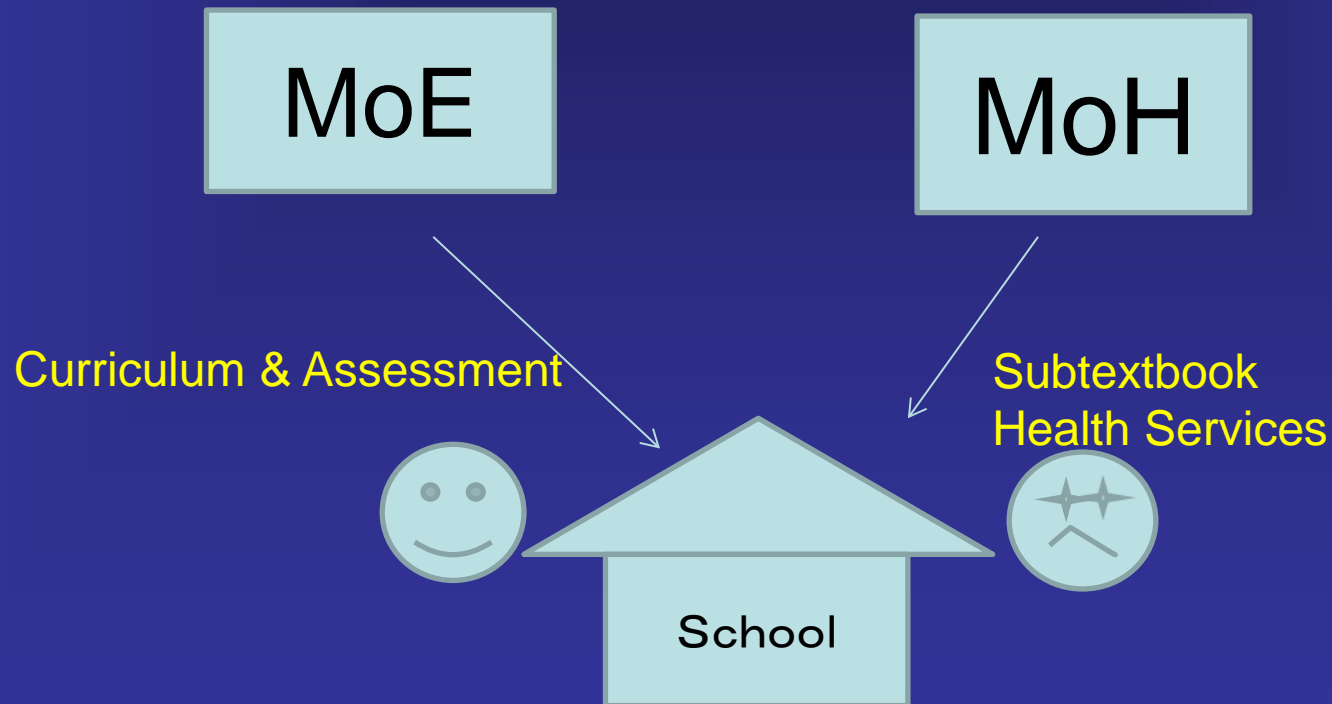 MoE
MoH
Curriculum & Assessment
Subtextbook
Health Services
School